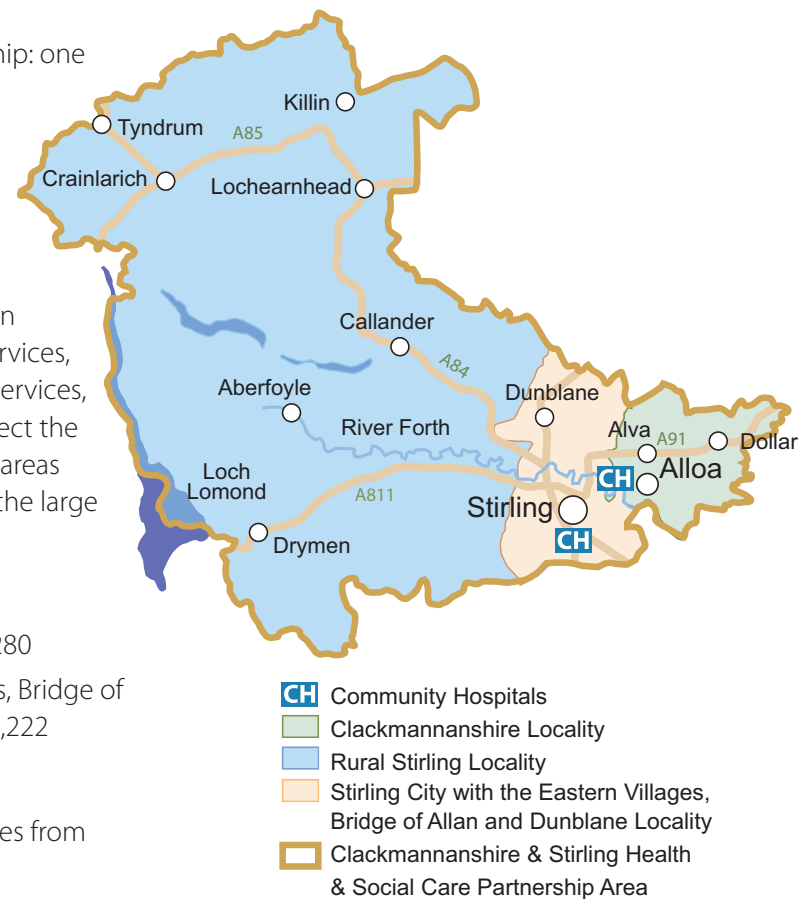 hip: one
n
rvices,
ervices,
ect the
areas
the large
280
s, Bridge of
,222
es from
Killin
Tyndrum
A85
Crainlarich
Lochearnhead
Callander
A84
Aberfoyle
Dunblane
River Forth
Alva
A91
Dollar
Loch
Lomond
CH
Alloa
A811
Stirling
Drymen
CH
CH Community Hospitals
Clackmannanshire Locality
Rural Stirling Locality
Stirling City with the Eastern Villages,
Bridge of Allan and Dunblane Locality
Clackmannanshire & Stirling Health
& Social Care Partnership Area